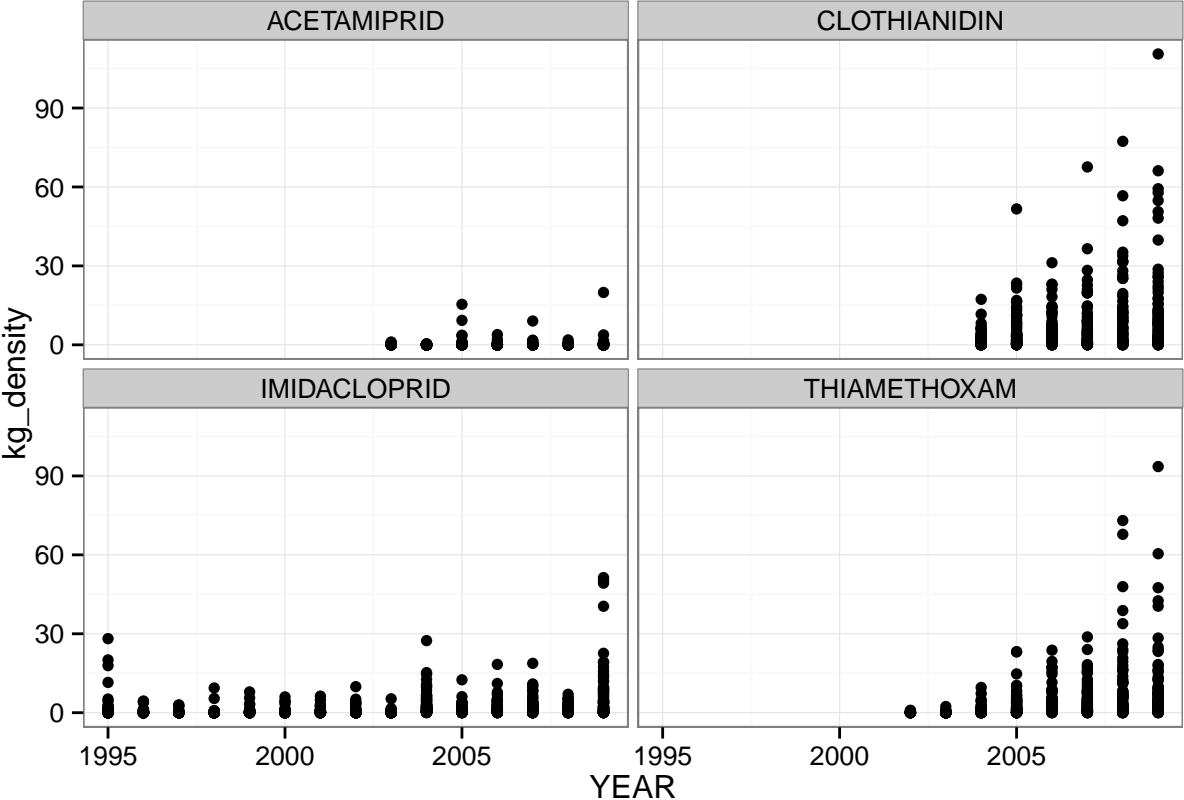 ACETAMIPRID
CLOTHIANIDIN
90
60
30
0
kg_density
IMIDACLOPRID
THIAMETHOXAM
90
60
30
0
1995
2000
2005
1995
2000
2005
YEAR